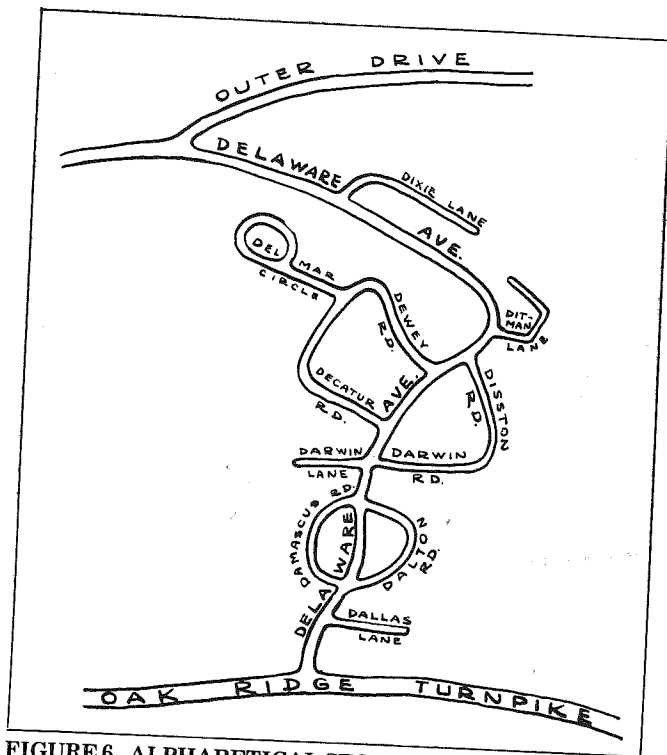 OUTER DRIVE
DELAWARE AVE.
DIXIE LANE
DEL MAR CIRCLE
DEWEY RD.
DIT-
MAN
LANE
DECATUR RD.
AVE.
DISSTON RD.
DARWIN LANE
DARWIN RD.
DAMASCUS RD.
DALTON RD.
DELAWARE
DALLAS LANE
OAK RIDGE TURNPIKE
FIGURE 6. ALPHABETICAL